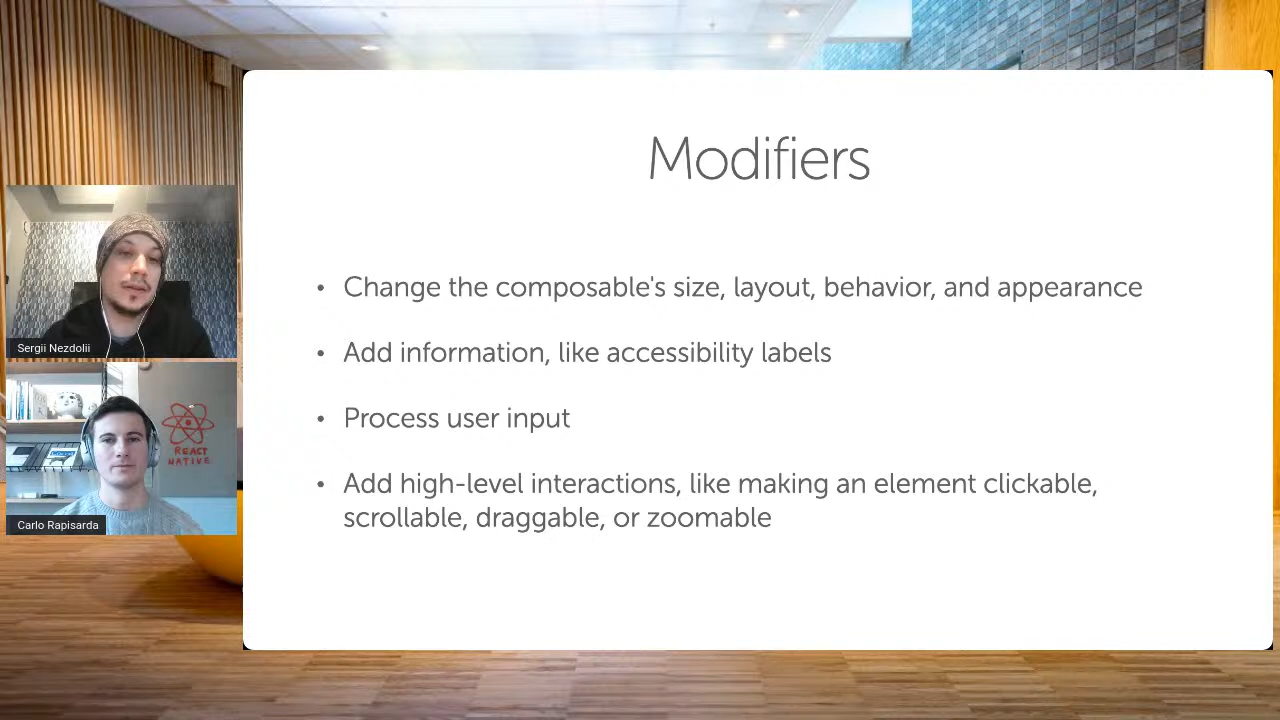 Modifiers
• Change the composable's size, layout, behavior, and appearance
• Add information, like accessibility labels
• Process user input
• Add high-level interactions, like making an element clickable,
scrollable, draggable, or zoomable
Sergii Nezdolii
REACT
NATIVE
Carlo Rapisarda